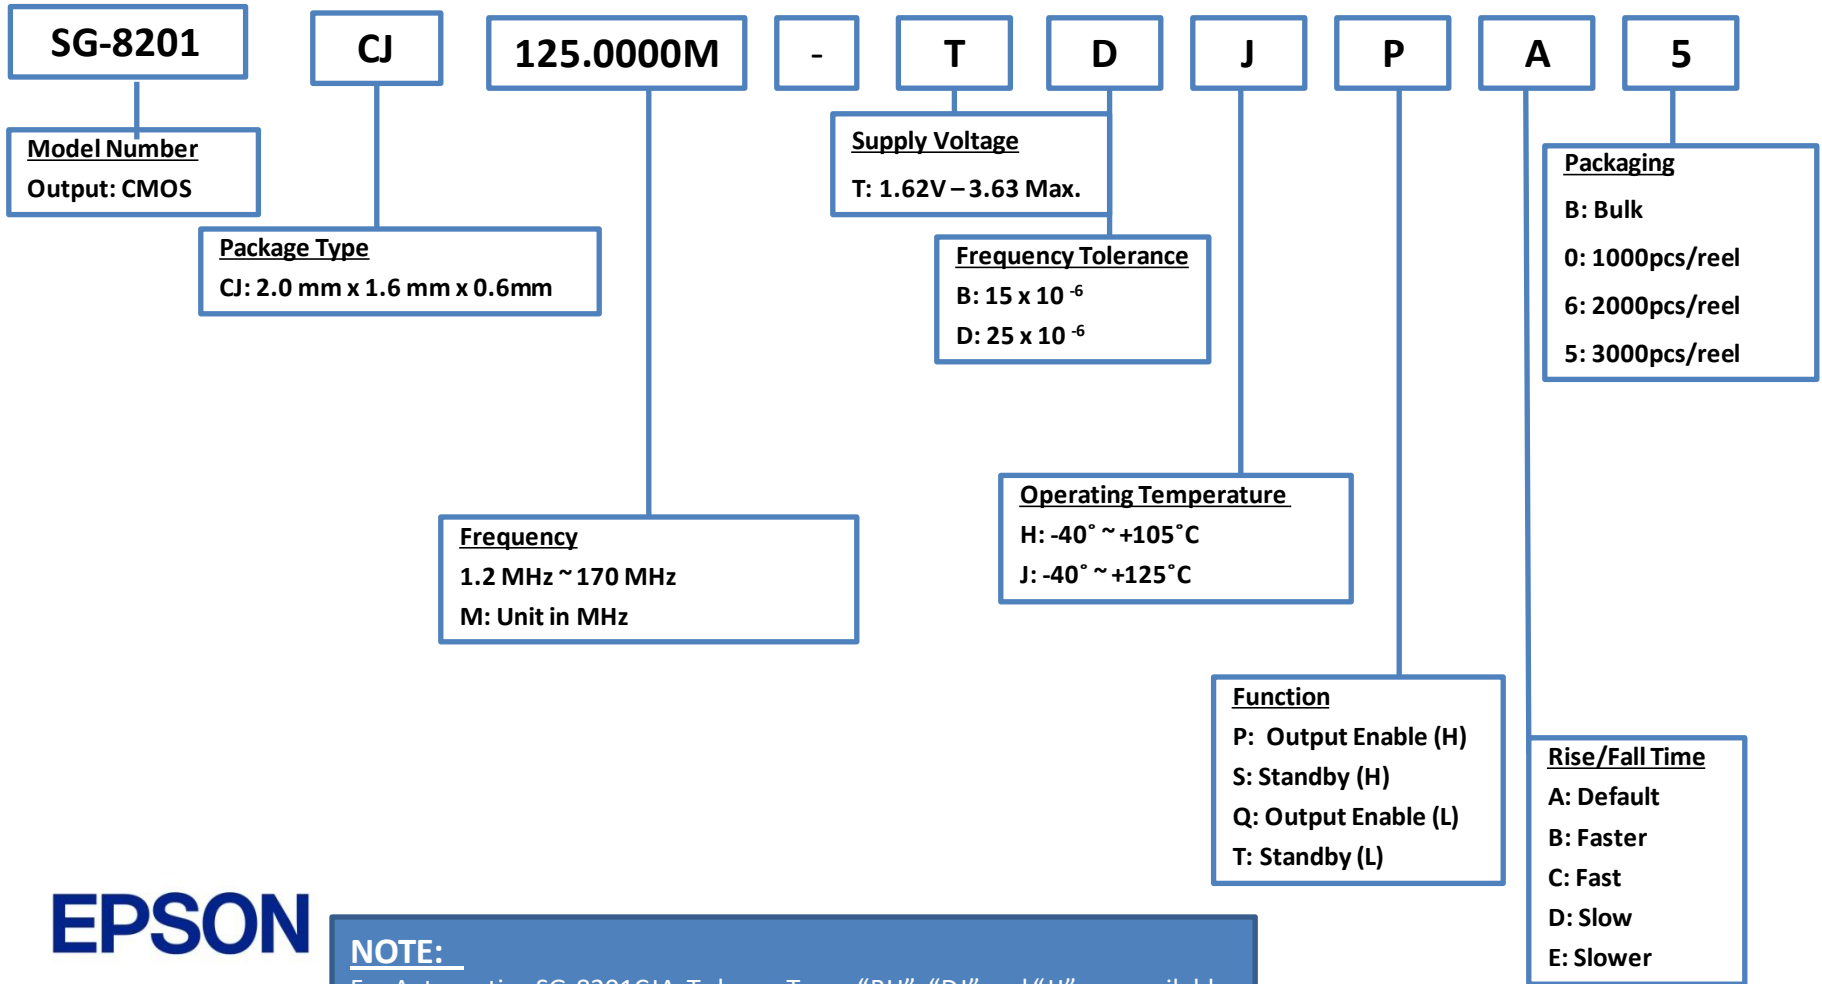 SG-8201 CJ 125.0000M - T D J P A 5
Model Number
Output: CMOS
Package Type
CJ: 2.0 mm x 1.6 mm x 0.6mm
Frequency
1.2 MHz ~ 170 MHz
M: Unit in MHz
Supply Voltage
T: 1.62V – 3.63 Max.
Frequency Tolerance
B: 15 x 10 -6
D: 25 x 10 -6
Operating Temperature
H: -40˚ ~ +105˚C
J: -40˚ ~ +125˚C
Function
P: Output Enable (H)
S: Standby (H)
Q: Output Enable (L)
T: Standby (L)
Rise/Fall Time
A: Default
B: Faster
C: Fast
D: Slow
E: Slower
Packaging
B: Bulk
0: 1000pcs/reel
6: 2000pcs/reel
5: 3000pcs/reel
EPSON
NOTE: